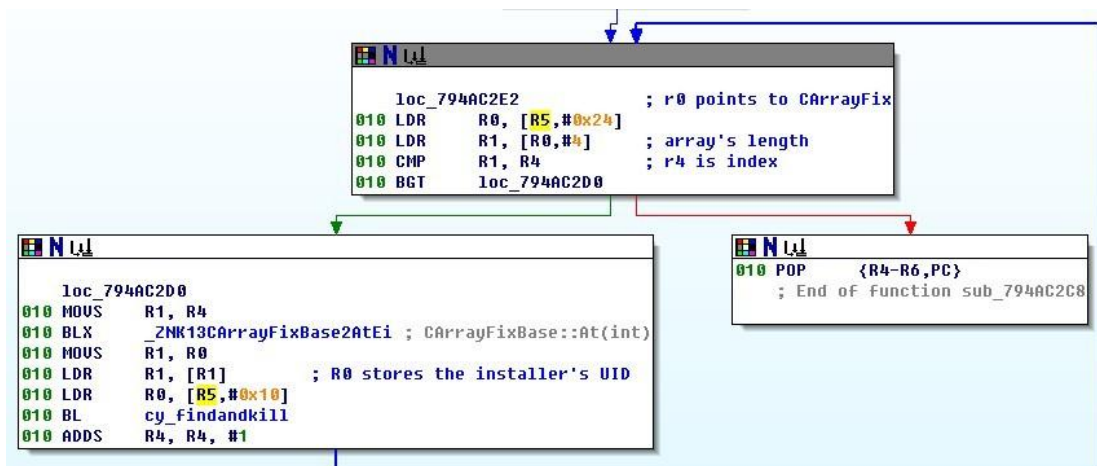 loc_794AC2E2 ; r0 points to CArrayFix
010 LDR R0, [R5,#0x24]
010 LDR R1, [R0,#4] ; array's length
010 CMP R1, R4 ; r4 is index
010 BGT loc_794AC2D0
loc_794AC2D0
010 MOVS R1, R4
010 BLX _ZNK13CArrayFixBase2AtEi ; CArrayFixBase::At(int)
010 MOVS R1, R0
010 LDR R1, [R1] ; R0 stores the installer's UID
010 LDR R0, [R5,#0x10]
010 BL cy_findandkill
010 ADDS R4, R4, #1
010 POP {R4-R6,PC}
; End of function sub_794AC2C8